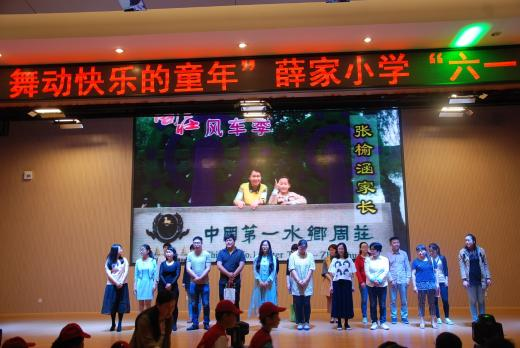 舞动快乐的童年”薛家小学“六一
风车季
张榆涵家长
中國第一水鄉周莊